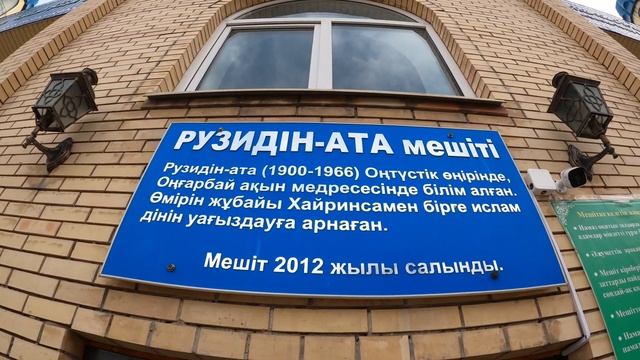 РУЗИДІН-АТА мешіті
Рузидін-ата (1900-1966) Оңтүстік өңірінде,
Оңғарбай ақын медресесінде білім алған.
Өмірін жұбайы Хайринсамен бірге ислам
дінін уағыздауға арнаған.
Мешіт 2012 жылы салынды.